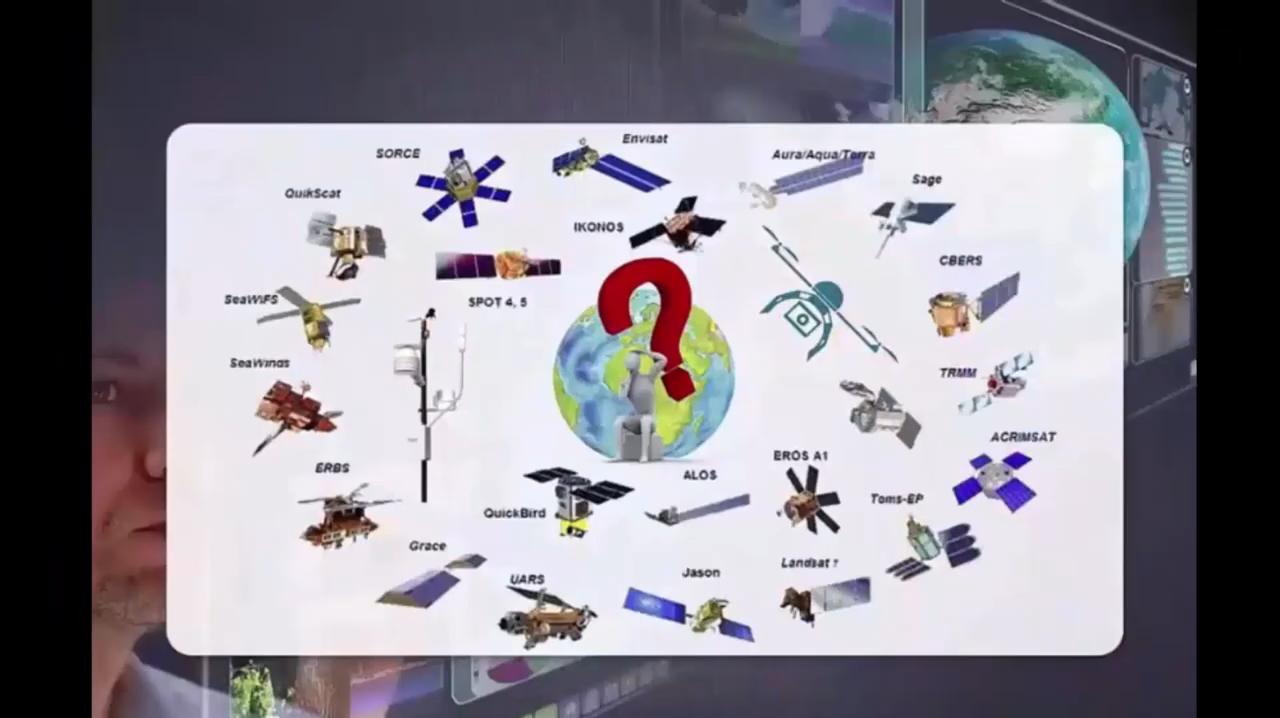 Envisat
SORCE
Aura/Aqua/Terra
Sage
QuikScat
IKONOS
CBERS
SeaWiFS
SPOT 4, 5
SeaWinds
TRMM
ACRIMSAT
EROS A1
ERBS
ALOS
Toms-EP
QuickBird
Grace
Landsat 7
Jason
UARS